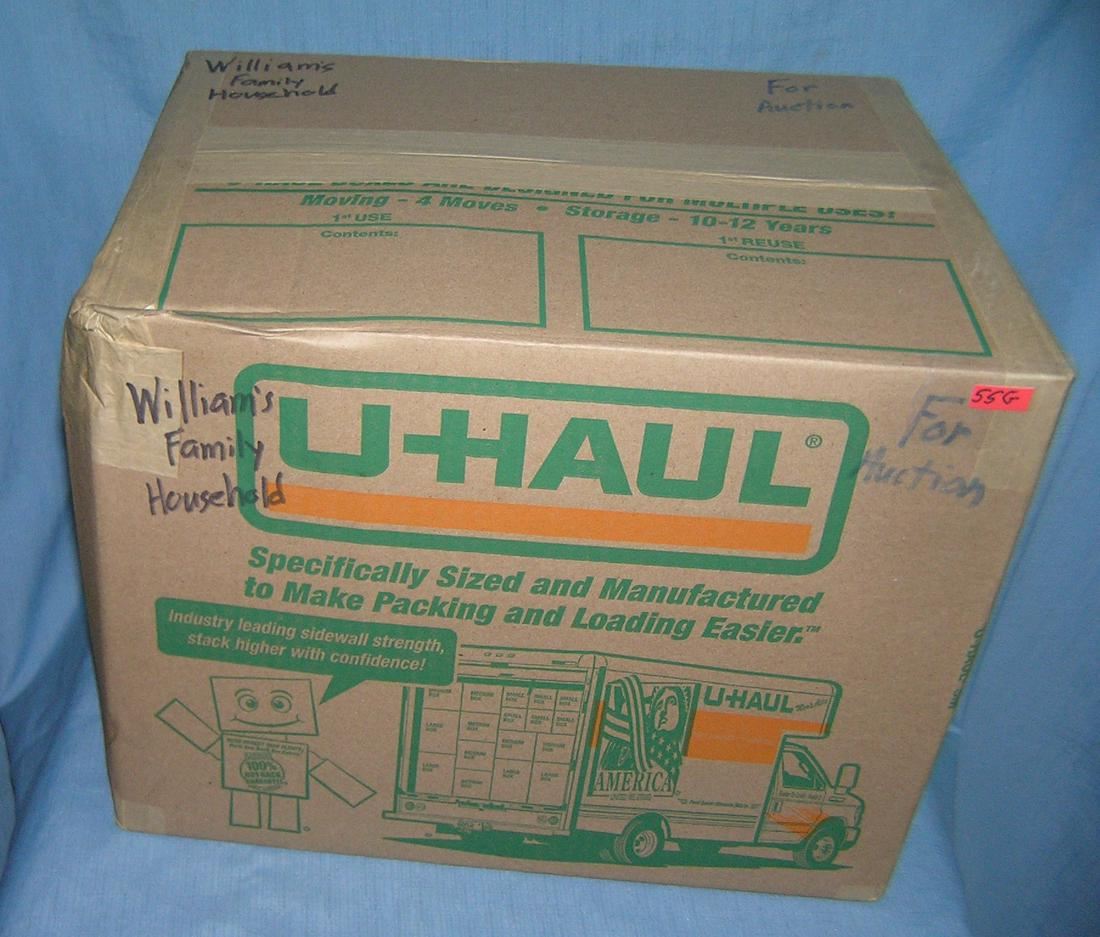 William's
Family
Household
For
Auction
Moving - 4 Moves • Storage - 10-12 Years
1st USE
Contents:
1st REUSE
Contents:
William's
Family
Household
U-HAUL®
For
Auction
55G
Specifically Sized and Manufactured
to Make Packing and Loading Easier.™
Industry leading sidewall strength,
stack higher with confidence!
100%
U-HAUL
AMERICA